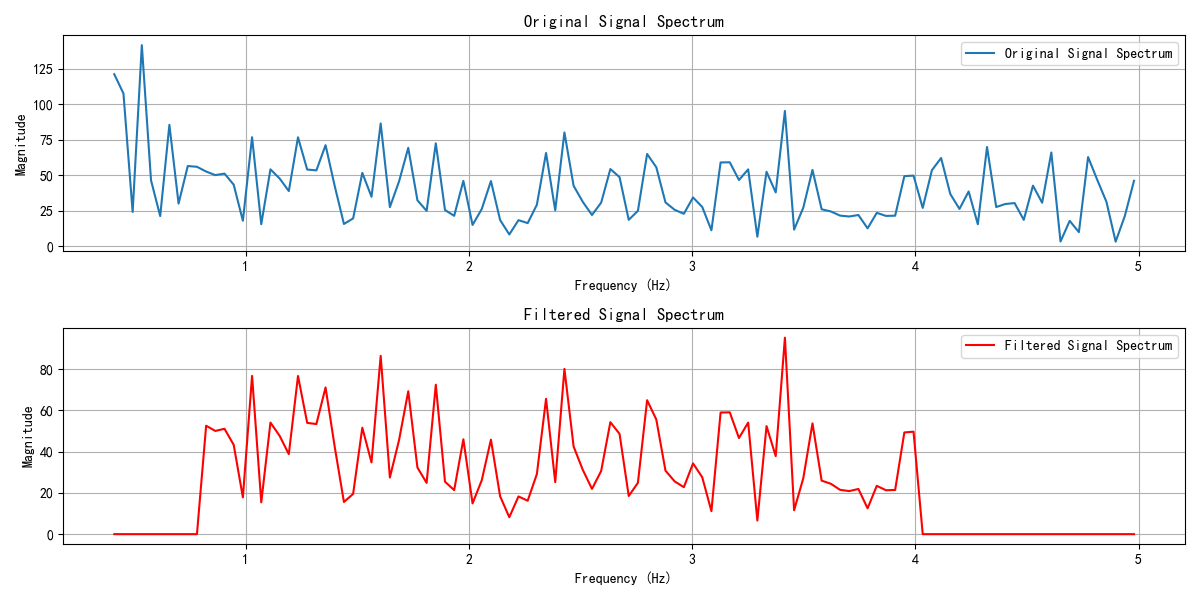 Original Signal Spectrum
Original Signal Spectrum
Magnitude
125
100
75
50
25
0
1
2
3
4
5
Frequency (Hz)
Filtered Signal Spectrum
Filtered Signal Spectrum
Magnitude
80
60
40
20
0
1
2
3
4
5
Frequency (Hz)